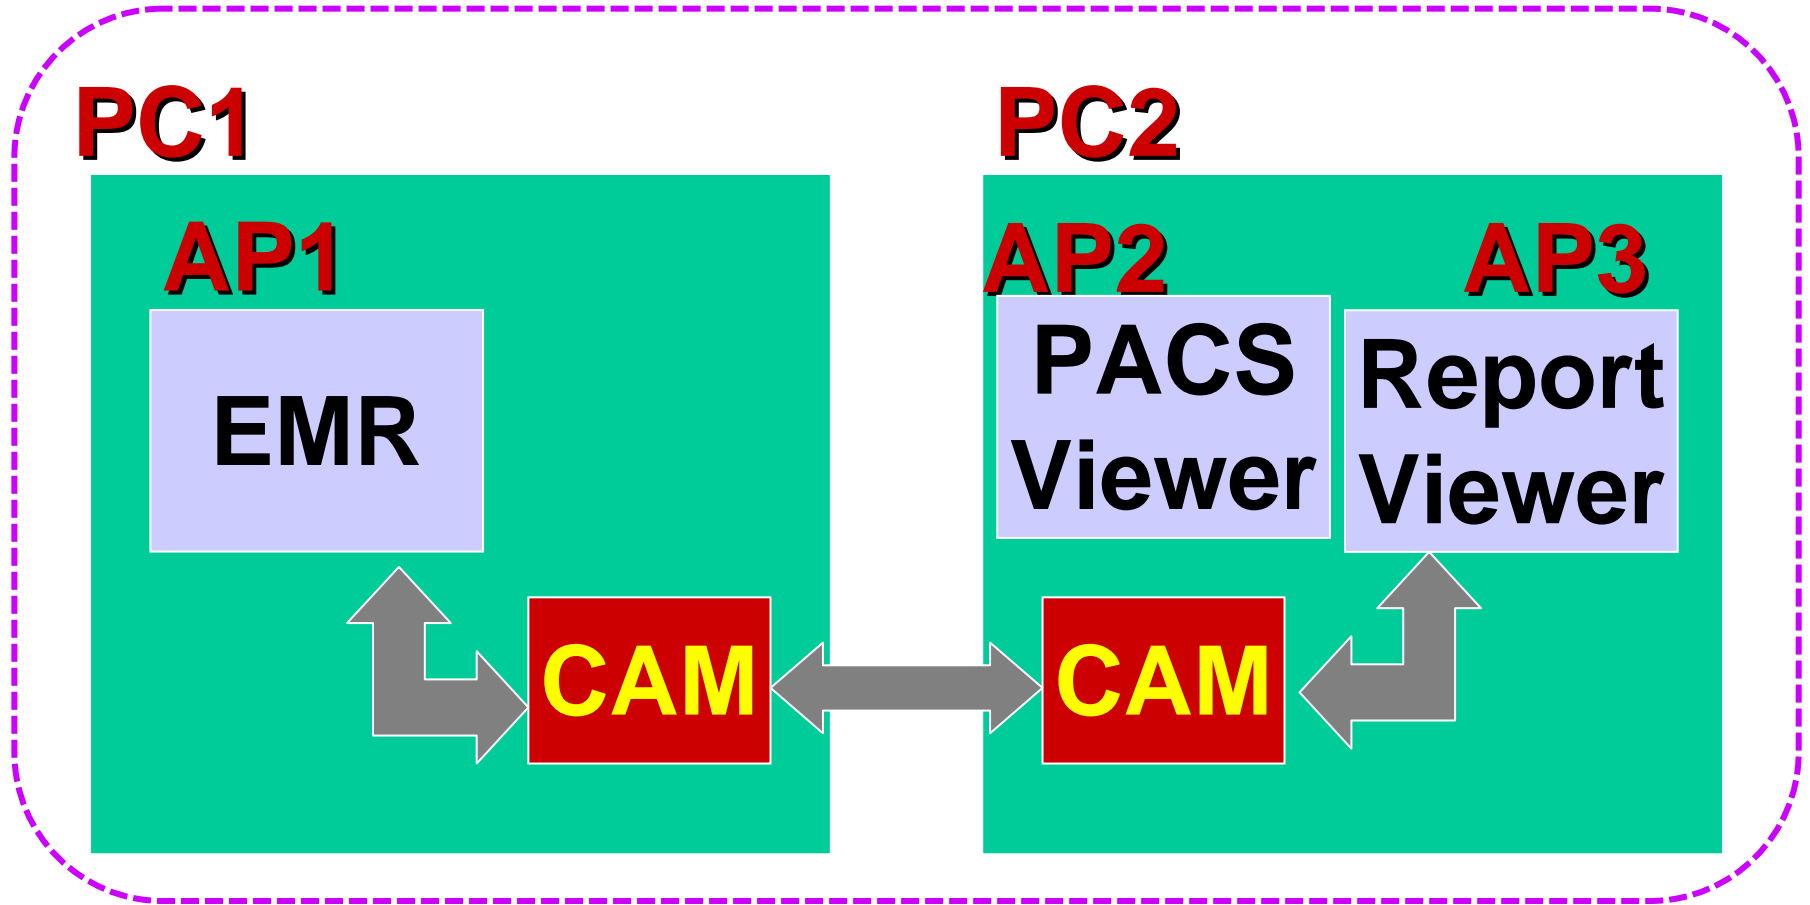 PC1
AP1
EMR
CAM
PC2
AP2
PACS
Viewer
AP3
Report
Viewer
CAM